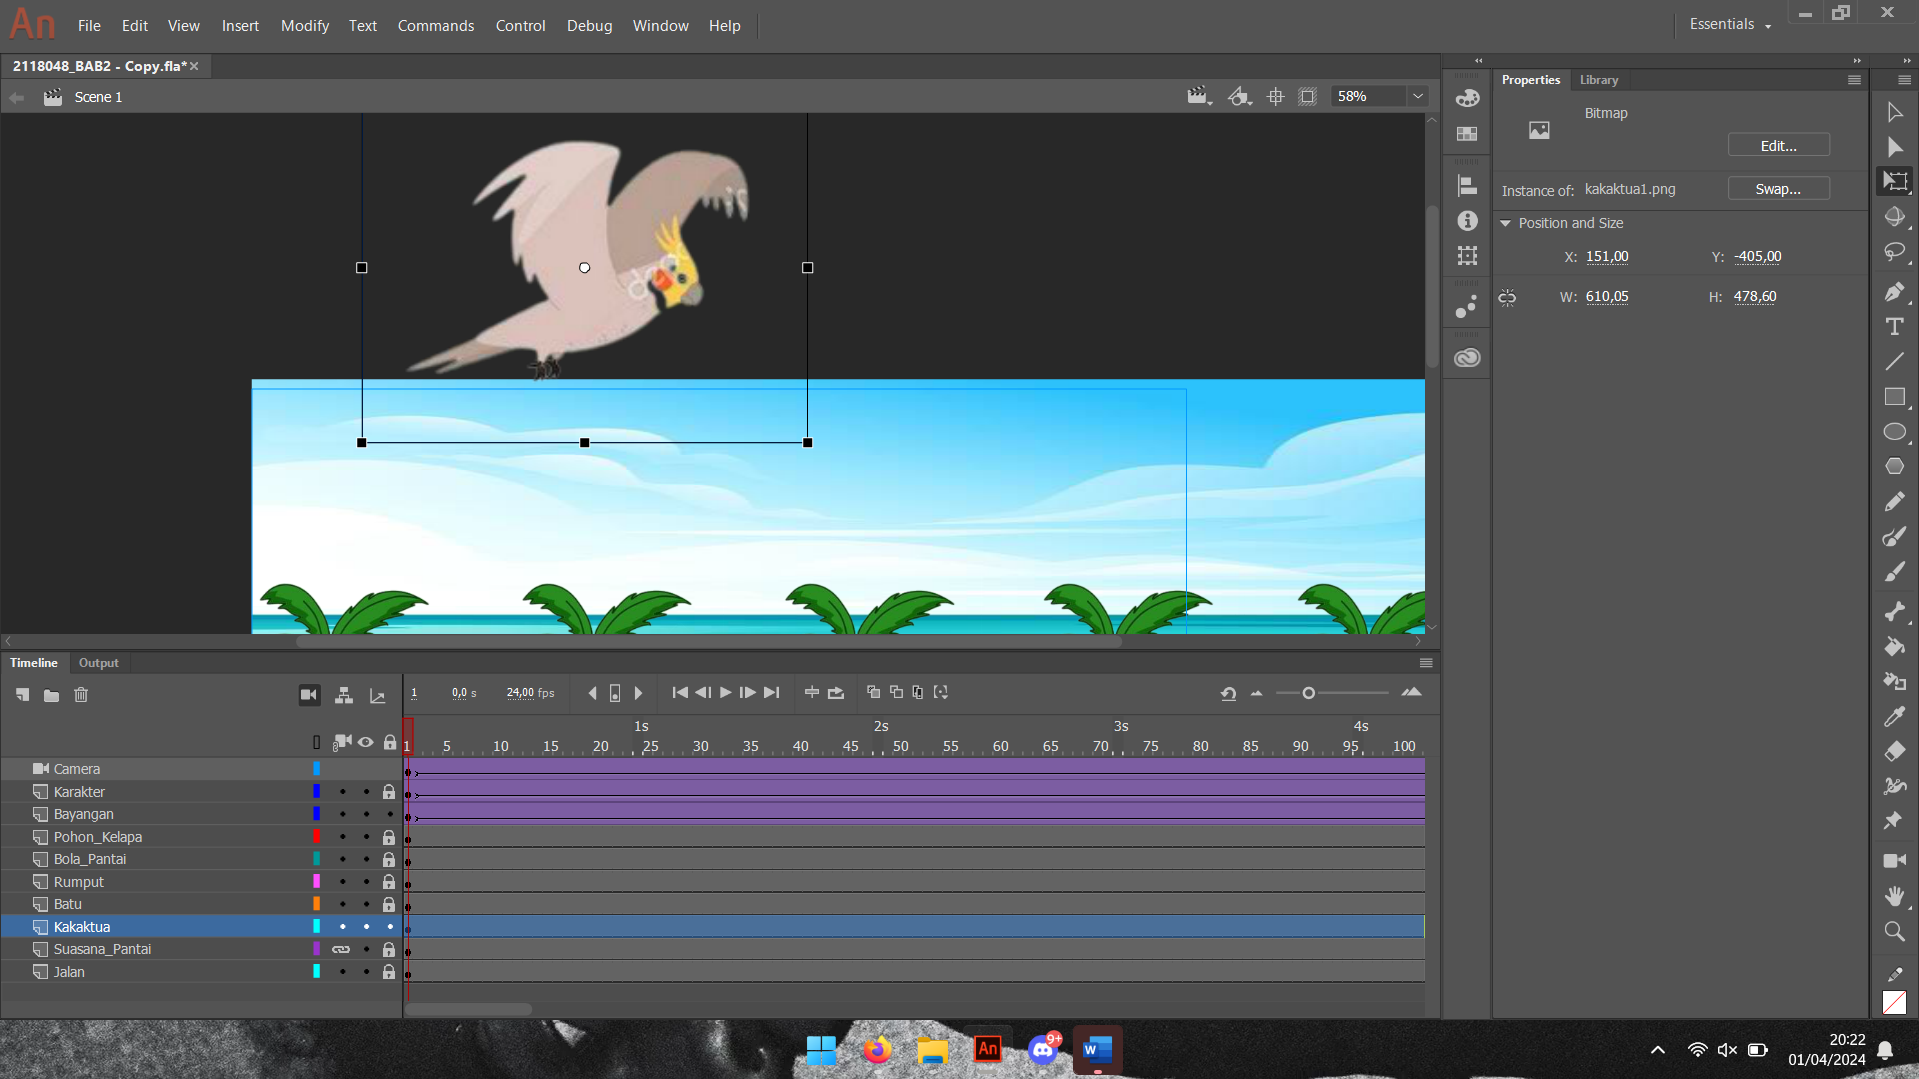 An File Edit View Insert Modify Text Commands Control Debug Window Help Essentials
2118048_BAB2 - Copy.fla*
Scene 1 58%
Properties Library
Bitmap
Edit...
Instance of: kakaktua1.png Swap...
Position and Size
X: 151,00 Y: -405,00
W: 610,05 H: 478,60
Timeline Output
1 0,0 s 24,00 fps
1s 2s 3s 4s
1 5 10 15 20 25 30 35 40 45 50 55 60 65 70 75 80 85 90 95 100
Camera
Karakter
Bayangan
Pohon_Kelapa
Bola_Pantai
Rumput
Batu
Kakaktua
Suasana_Pantai
Jalan
An 9+ W
20:22
01/04/2024